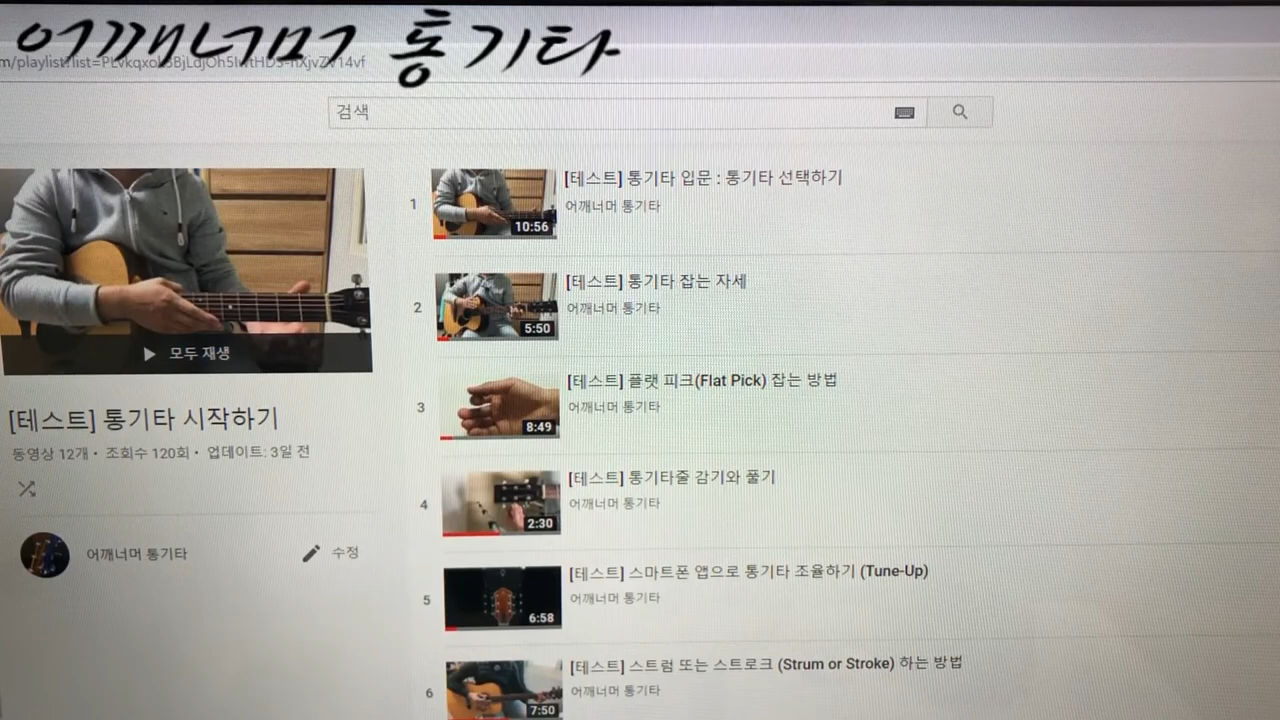 어깨너머 통기타
검색
1
10:56
[테스트] 통기타 입문 : 통기타 선택하기
어깨너머 통기타
2
5:50
[테스트] 통기타 잡는 자세
어깨너머 통기타
3
8:49
[테스트] 플랫 피크(Flat Pick) 잡는 방법
어깨너머 통기타
4
2:30
[테스트] 통기타줄 감기와 풀기
어깨너머 통기타
5
6:58
[테스트] 스마트폰 앱으로 통기타 조율하기 (Tune-Up)
어깨너머 통기타
6
7:50
[테스트] 스트럼 또는 스트로크 (Strum or Stroke) 하는 방법
어깨너머 통기타
모두 재생
[테스트] 통기타 시작하기
동영상 12개 • 조회수 120회 • 업데이트: 3일 전
어깨너머 통기타
수정